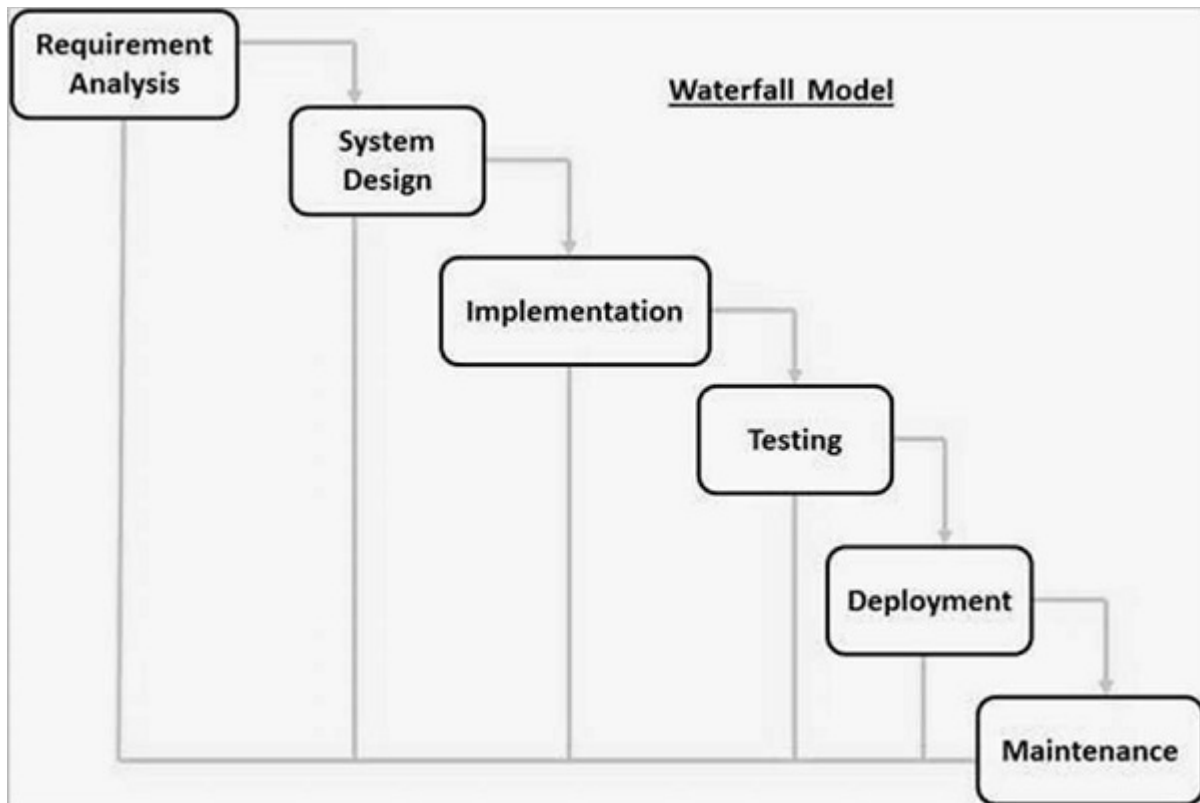 Requirement
Analysis
Waterfall Model
System
Design
Implementation
Testing
Deployment
Maintenance